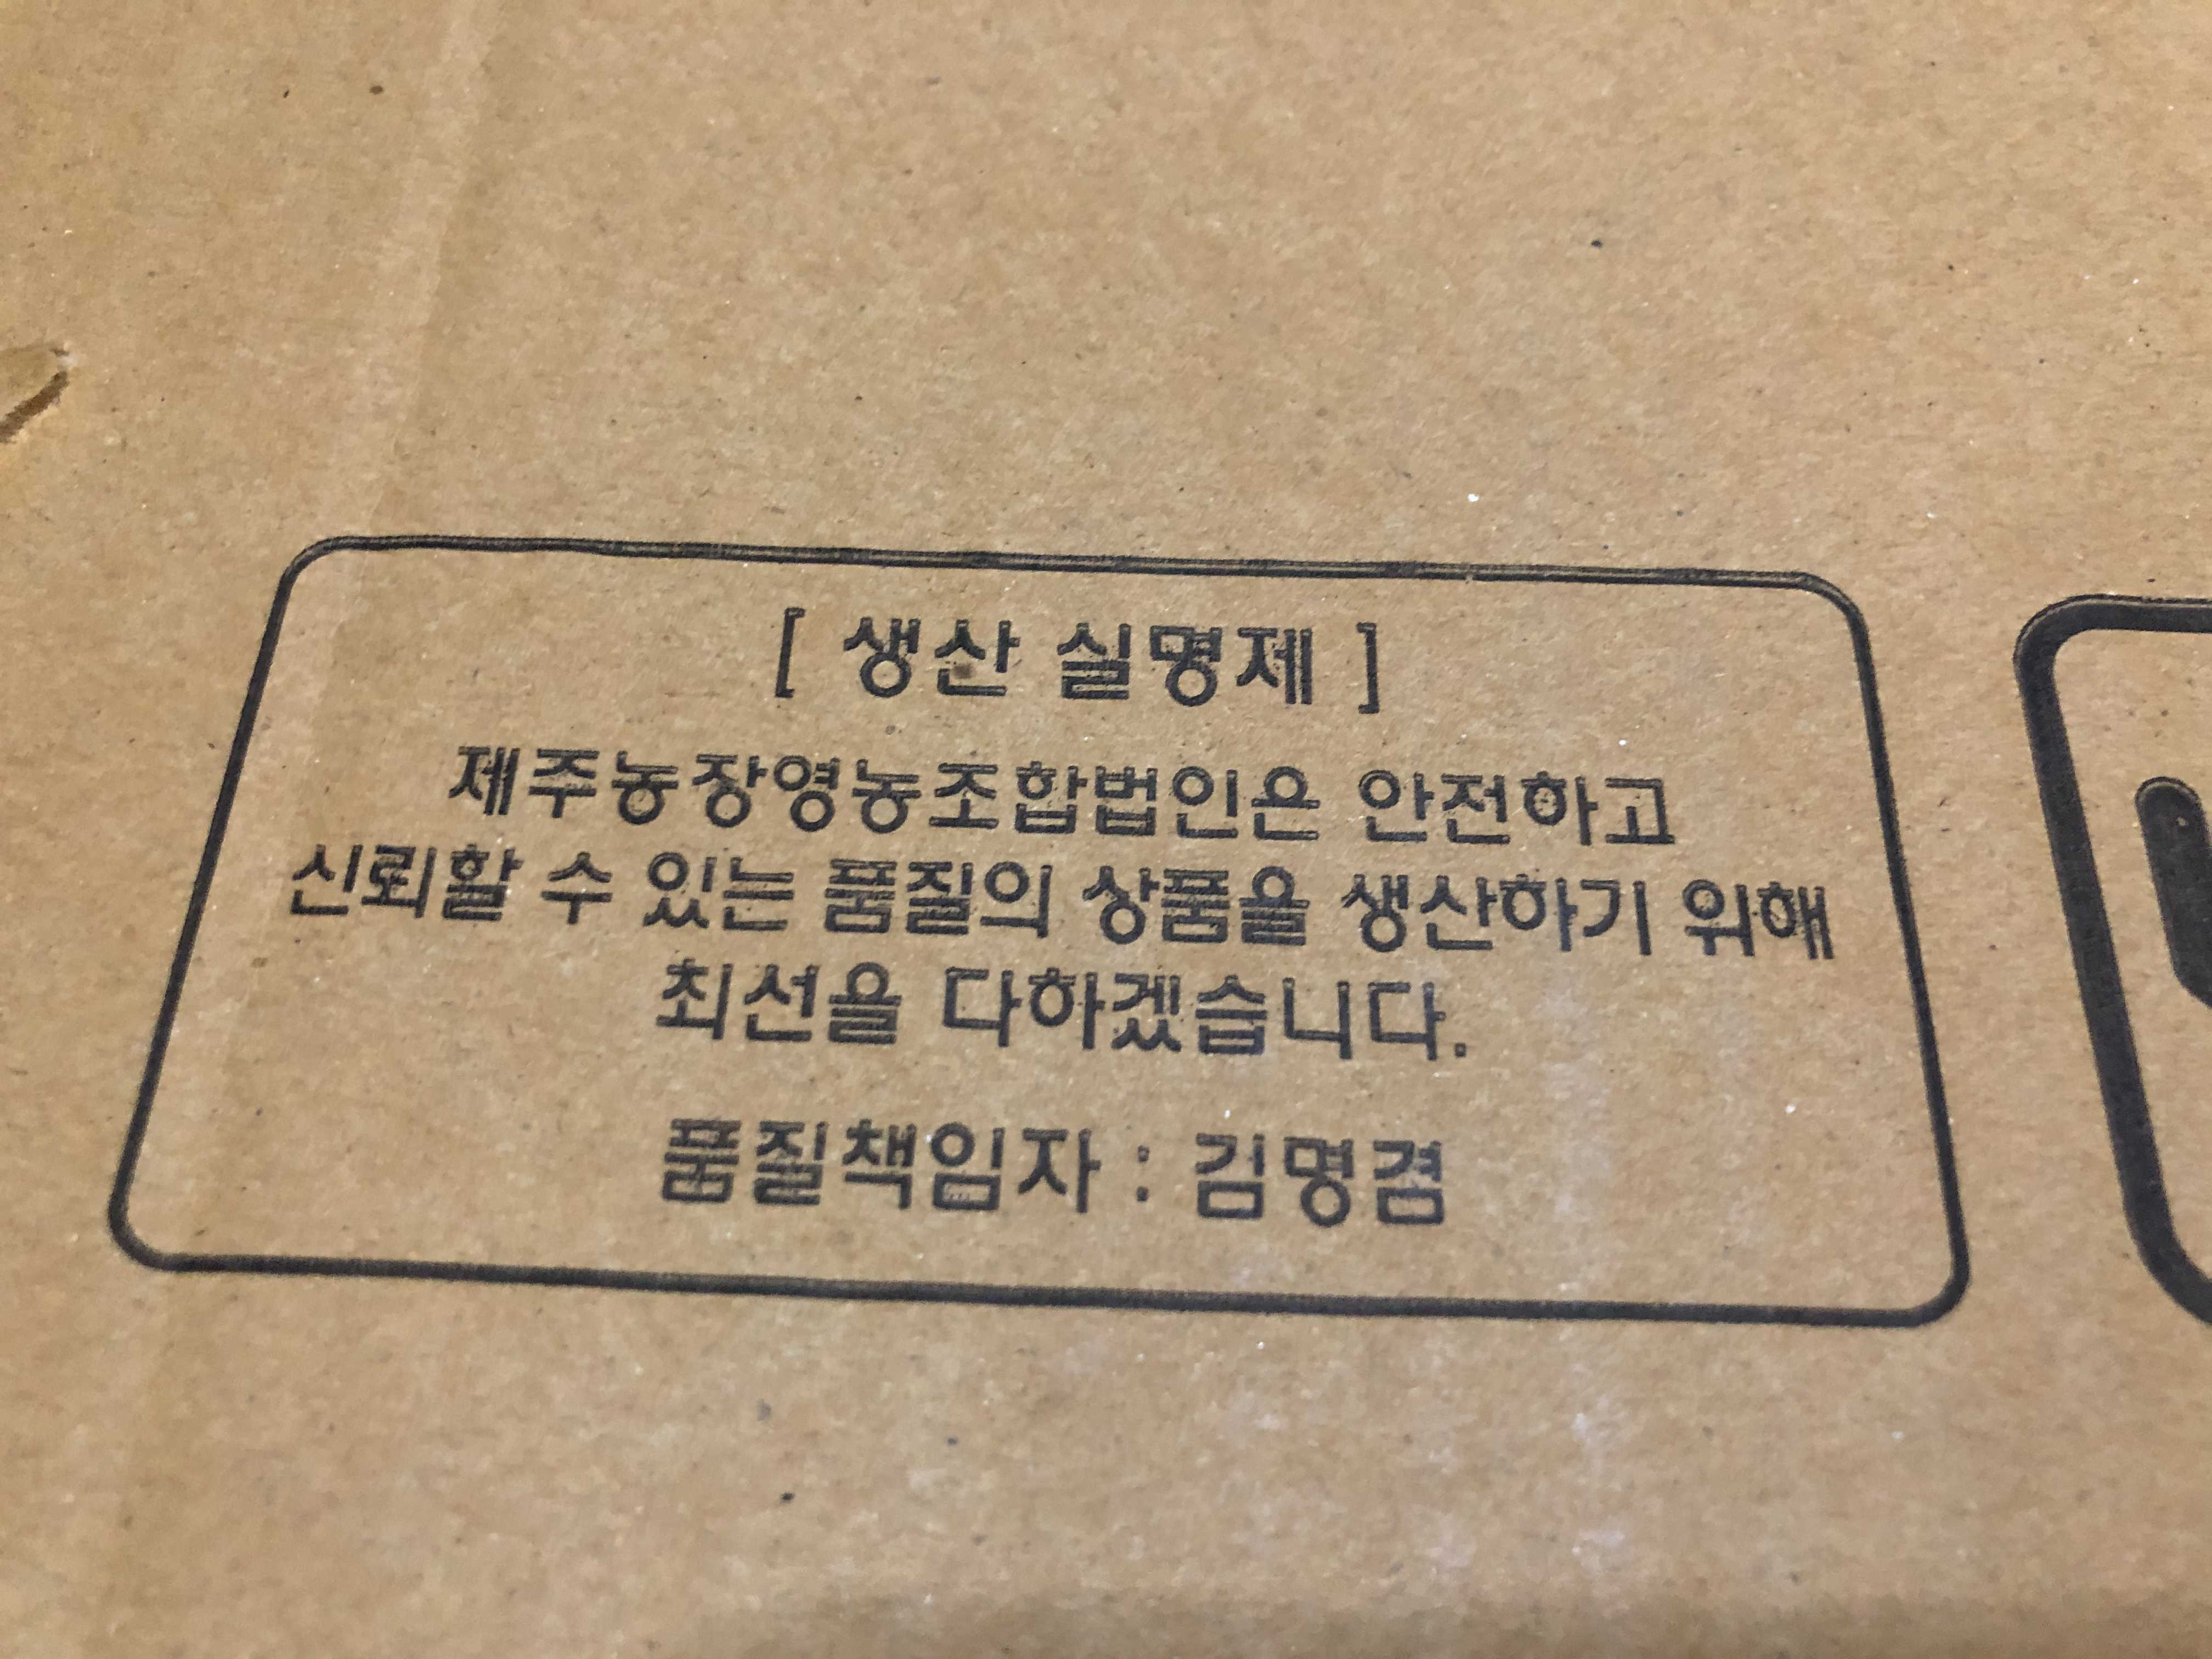 [ 생산 실명제 ]
제주농장영농조합법인은 안전하고
신뢰할 수 있는 품질의 상품을 생산하기 위해
최선을 다하겠습니다.
품질책임자 : 김명겸